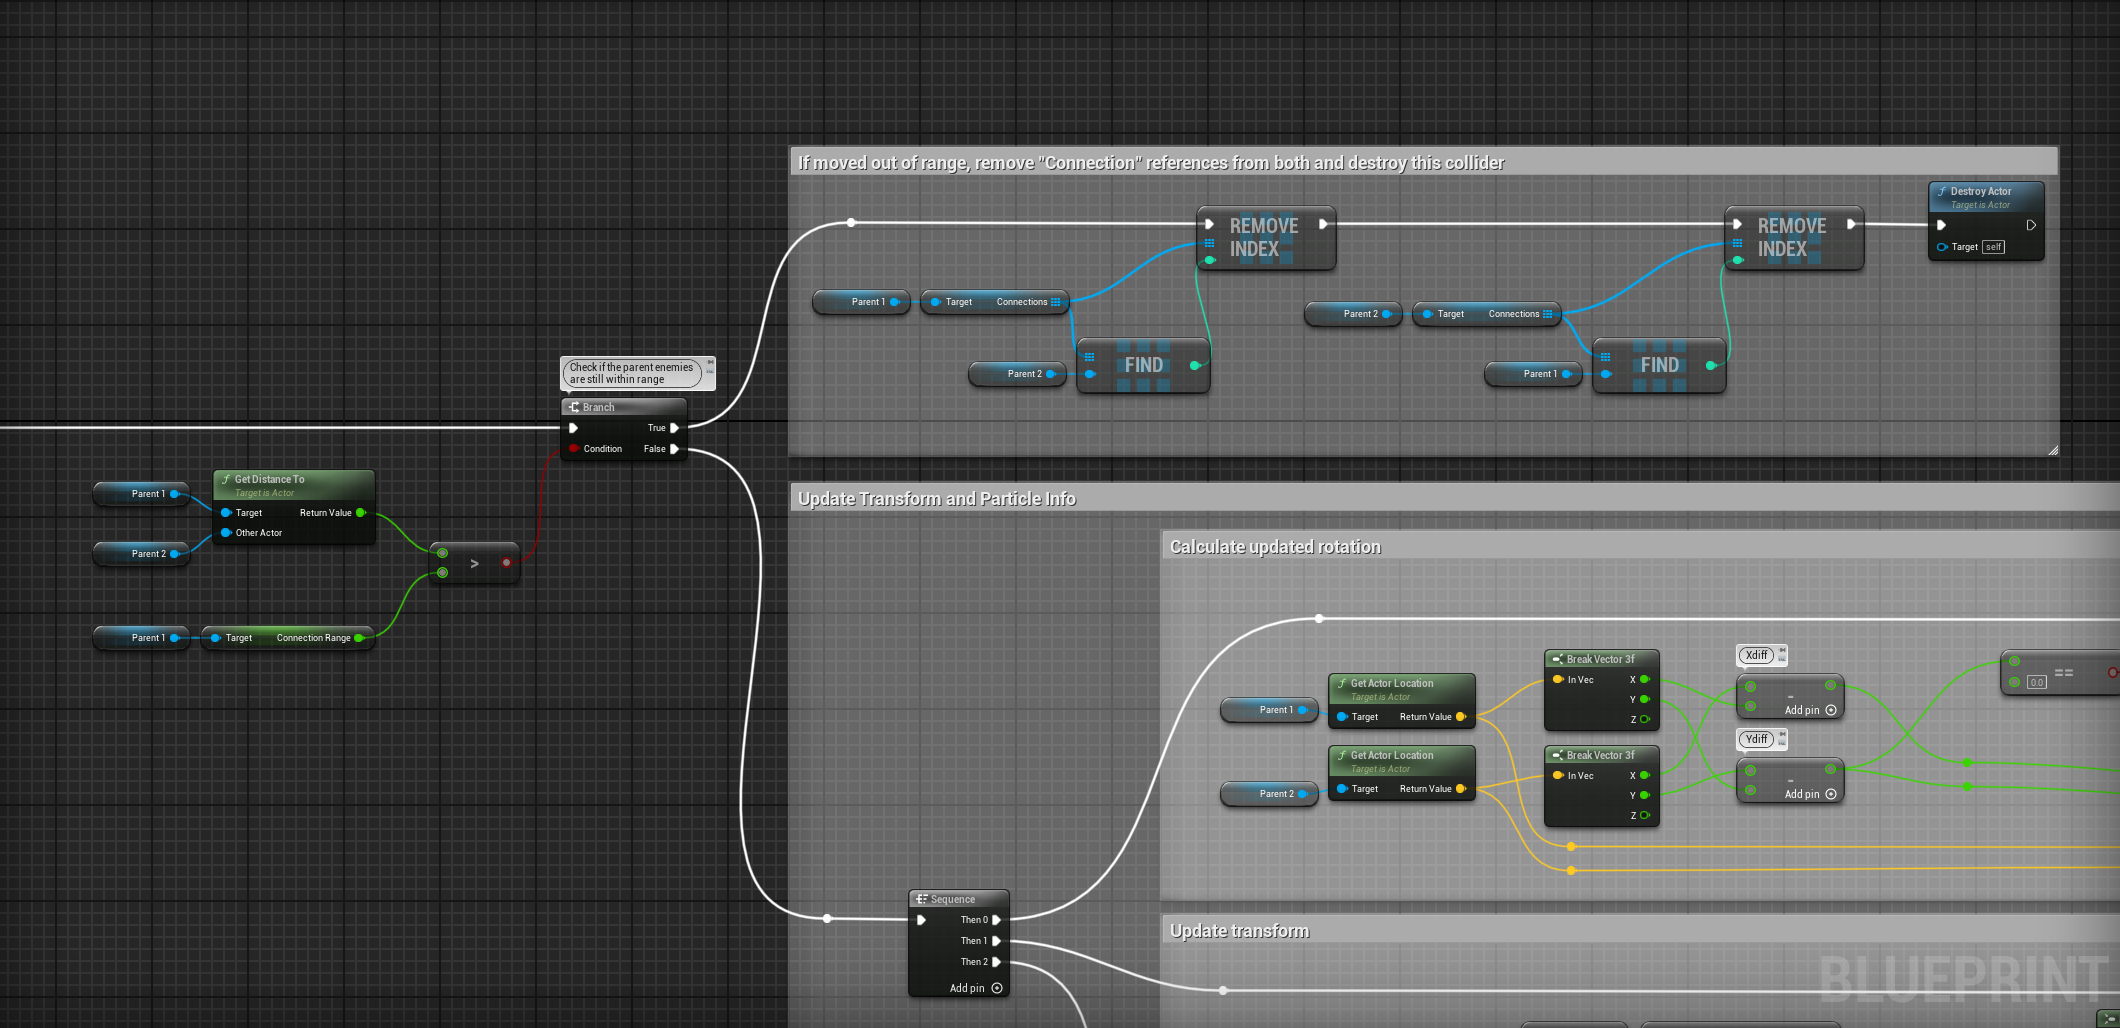 If moved out of range, remove "Connection" references from both and destroy this collider
Destroy Actor
Target is Actor
Target self
REMOVE
INDEX
REMOVE
INDEX
Parent 1
Target Connections
Parent 2
Target Connections
FIND
Parent 2
FIND
Parent 1
Check if the parent enemies
are still within range
Branch
True
Condition False
Get Distance To
Target is Actor
Parent 1
Target Return Value
Other Actor
Parent 2
>
Parent 1
Target Connection Range
Update Transform and Particle Info
Calculate updated rotation
Parent 1
Get Actor Location
Target is Actor
Target Return Value
Parent 2
Get Actor Location
Target is Actor
Target Return Value
Break Vector 3f
In Vec X
Y
Z
Break Vector 3f
In Vec X
Y
Z
Xdiff
-
Add pin
Ydiff
-
Add pin
0.0 ==
Sequence
Then 0
Then 1
Then 2
Add pin
Update transform
BLUEPRINT